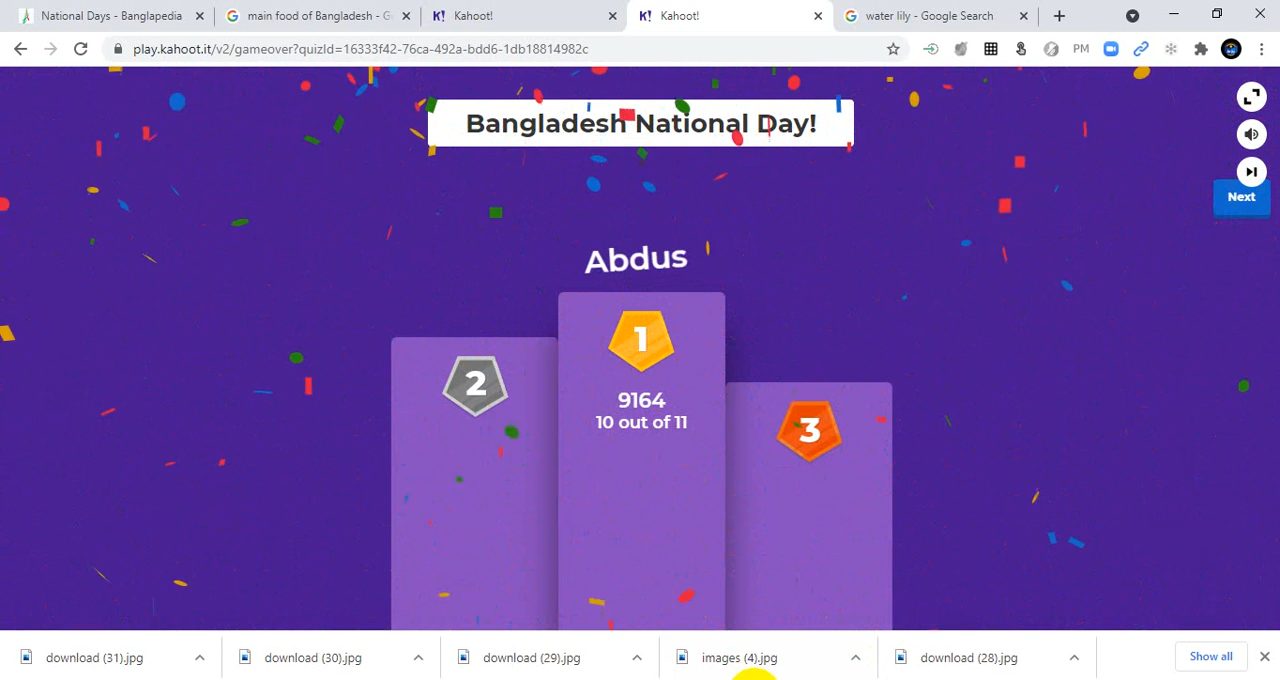 National Days - Banglapedia
main food of Bangladesh - G
Kahoot!
Kahoot!
water lily - Google Search
play.kahoot.it/v2/gameover?quizId=16333f42-76ca-492a-bdd6-1db18814982c
PM
Bangladesh National Day!
Next
Abdus
1
2
9164
10 out of 11
3
download (31).jpg
download (30).jpg
download (29).jpg
images (4).jpg
download (28).jpg
Show all